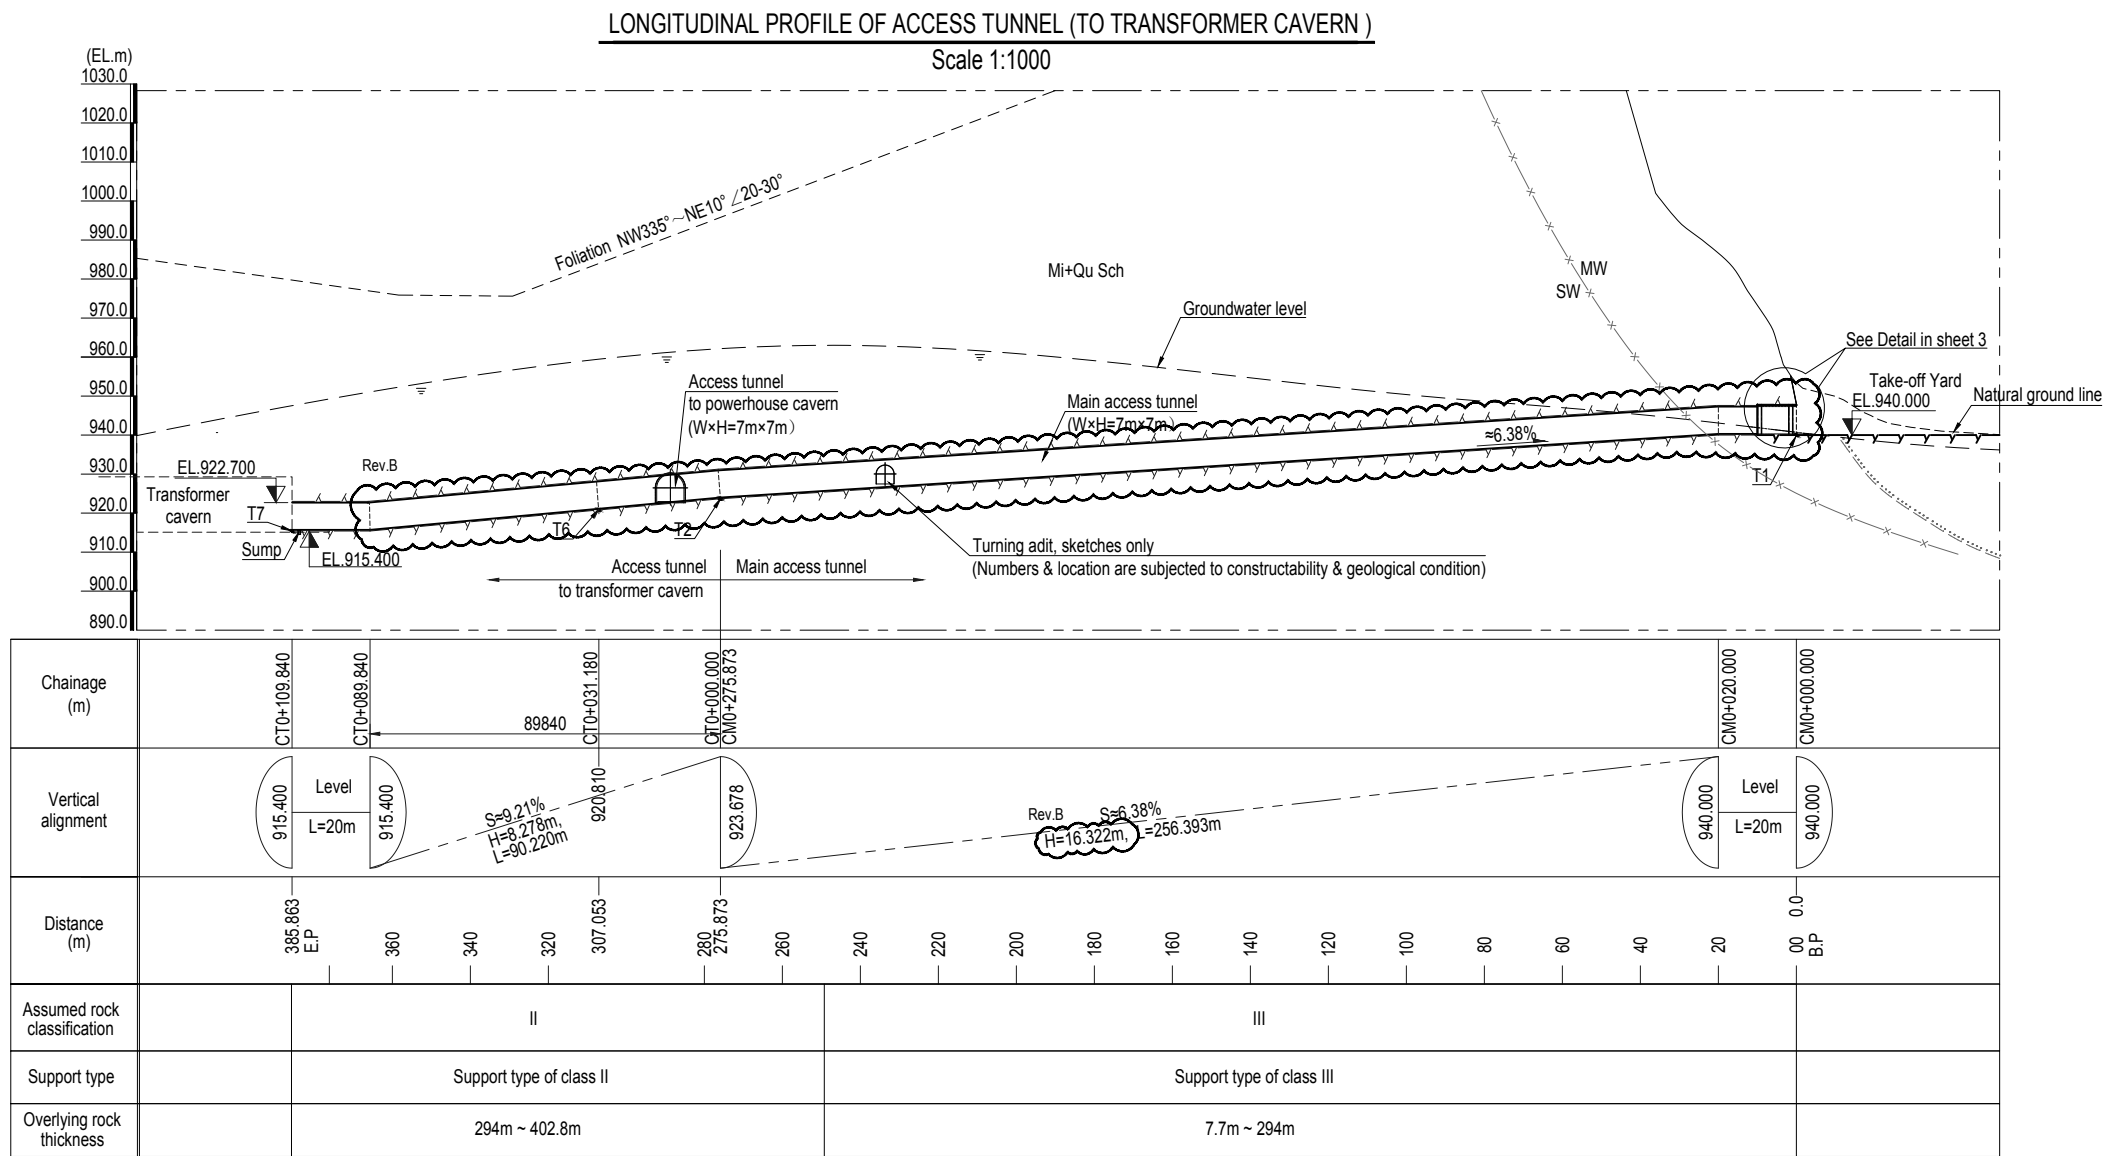 LONGITUDINAL PROFILE OF ACCESS TUNNEL (TO TRANSFORMER CAVERN )
Scale 1:1000
(EL.m)
1030.0
1020.0
1010.0
1000.0
990.0
980.0
970.0
960.0
950.0
940.0
930.0
920.0
910.0
900.0
890.0
Foliation NW335°~NE10° ∠20-30°
Mi+Qu Sch
MW
SW
Groundwater level
See Detail in sheet 3
Take-off Yard
EL.940.000
Natural ground line
Access tunnel
to powerhouse cavern
(W×H=7m×7m)
Main access tunnel
(W×H=7m×7m)
≈6.38%
T1
EL.922.700
Rev.B
Transformer
cavern
T7
Sump
EL.915.400
T6
T2
Turning adit, sketches only
(Numbers & location are subjected to constructability & geological condition)
Access tunnel
to transformer cavern
Main access tunnel
Chainage
(m)
CT0+109.840
CT0+089.840
89840
CT0+031.180
CT0+000.000
CM0+275.873
CM0+020.000
CM0+000.000
Vertical
alignment
915.400
Level
L=20m
915.400
S≈9.21%
H=8.278m,
L=90.220m
920.810
923.678
Rev.B
S≈6.38%
H=16.322m, =256.393m
940.000
Level
L=20m
940.000
Distance
(m)
385.863
E.P
360
340
320
307.053
280
275.873
260
240
220
200
180
160
140
120
100
80
60
40
20
00
0.0
B.P
Assumed rock
classification
II
III
Support type
Support type of class II
Support type of class III
Overlying rock
thickness
294m ~ 402.8m
7.7m ~ 294m